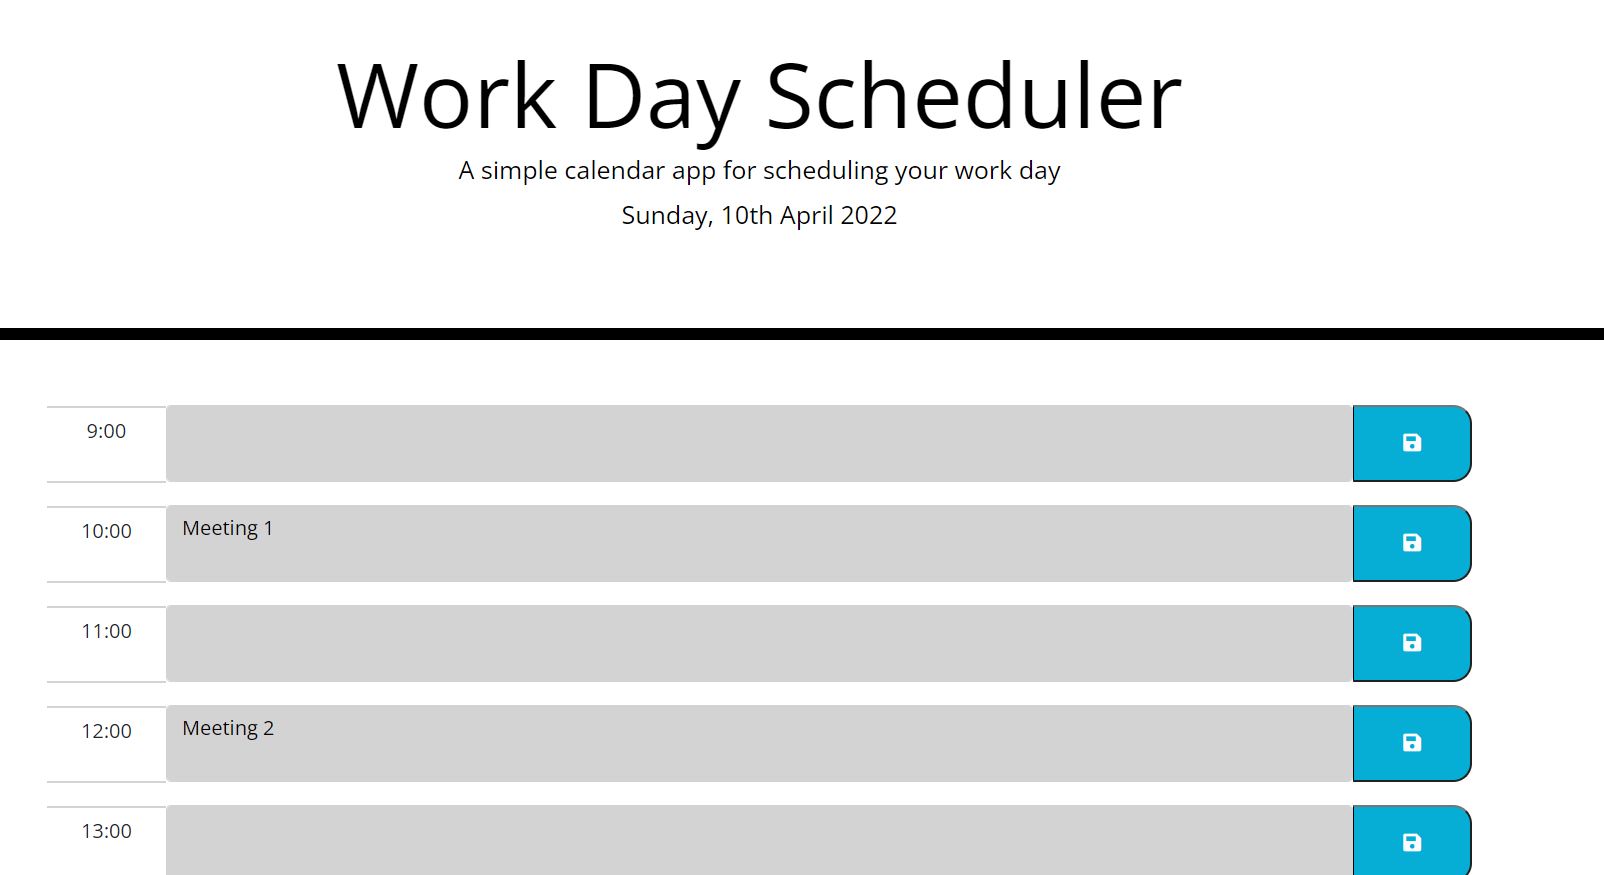 Work Day Scheduler
A simple calendar app for scheduling your work day
Sunday, 10th April 2022
9:00
10:00 Meeting 1
11:00
12:00 Meeting 2
13:00